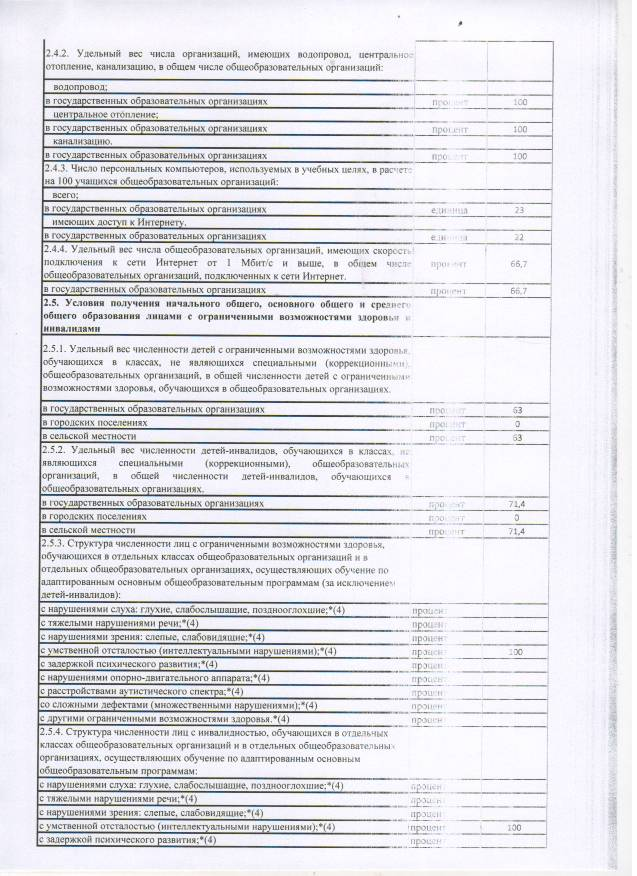 2.4.2. Удельный вес числа организаций, имеющих водопровод, центральное
отопление, канализацию, в общем числе общеобразовательных организаций:
водопровод;
в государственных образовательных организациях процент 100
центральное отопление;
в государственных образовательных организациях процент 100
канализацию.
в государственных образовательных организациях процент 100
2.4.3. Число персональных компьютеров, используемых в учебных целях, в расчете
на 100 учащихся общеобразовательных организаций:
всего;
в государственных образовательных организациях единица 23
имеющих доступ к Интернету.
в государственных образовательных организациях единица 22
2.4.4. Удельный вес числа общеобразовательных организаций, имеющих скорость
подключения к сети Интернет от 1 Мбит/с и выше, в общем числе процент 66,7
общеобразовательных организаций, подключенных к сети Интернет.
в государственных образовательных организациях процент 66,7
2.5. Условия получения начального общего, основного общего и среднего
общего образования лицами с ограниченными возможностями здоровья и
инвалидами
2.5.1. Удельный вес численности детей с ограниченными возможностями здоровья,
обучающихся в классах, не являющихся специальными (коррекционными),
общеобразовательных организаций, в общей численности детей с ограниченными
возможностями здоровья, обучающихся в общеобразовательных организациях.
в государственных образовательных организациях процент 63
в городских поселениях процент 0
в сельской местности процент 63
2.5.2. Удельный вес численности детей-инвалидов, обучающихся в классах, не
являющихся специальными (коррекционными), общеобразовательных
организаций, в общей численности детей-инвалидов, обучающихся в
общеобразовательных организациях.
в государственных образовательных организациях процент 71,4
в городских поселениях процент 0
в сельской местности процент 71,4
2.5.3. Структура численности лиц с ограниченными возможностями здоровья,
обучающихся в отдельных классах общеобразовательных организаций и в
отдельных общеобразовательных организациях, осуществляющих обучение по
адаптированным основным общеобразовательным программам (за исключением
детей-инвалидов):
с нарушениями слуха: глухие, слабослышащие, позднооглохшие;*(4) процент
с тяжелыми нарушениями речи;*(4) процент
с нарушениями зрения: слепые, слабовидящие;*(4) процент
с умственной отсталостью (интеллектуальными нарушениями);*(4) процент 100
с задержкой психического развития;*(4) процент
с нарушениями опорно-двигательного аппарата;*(4) процент
с расстройствами аутистического спектра;*(4) процент
со сложными дефектами (множественными нарушениями);*(4) процент
с другими ограниченными возможностями здоровья.*(4) процент
2.5.4. Структура численности лиц с инвалидностью, обучающихся в отдельных
классах общеобразовательных организаций и в отдельных общеобразовательных
организациях, осуществляющих обучение по адаптированным основным
общеобразовательным программам:
с нарушениями слуха: глухие, слабослышащие, позднооглохшие;*(4) процент
с тяжелыми нарушениями речи;*(4) процент
с нарушениями зрения: слепые, слабовидящие;*(4) процент
с умственной отсталостью (интеллектуальными нарушениями);*(4) процент 100
с задержкой психического развития;*(4) процент